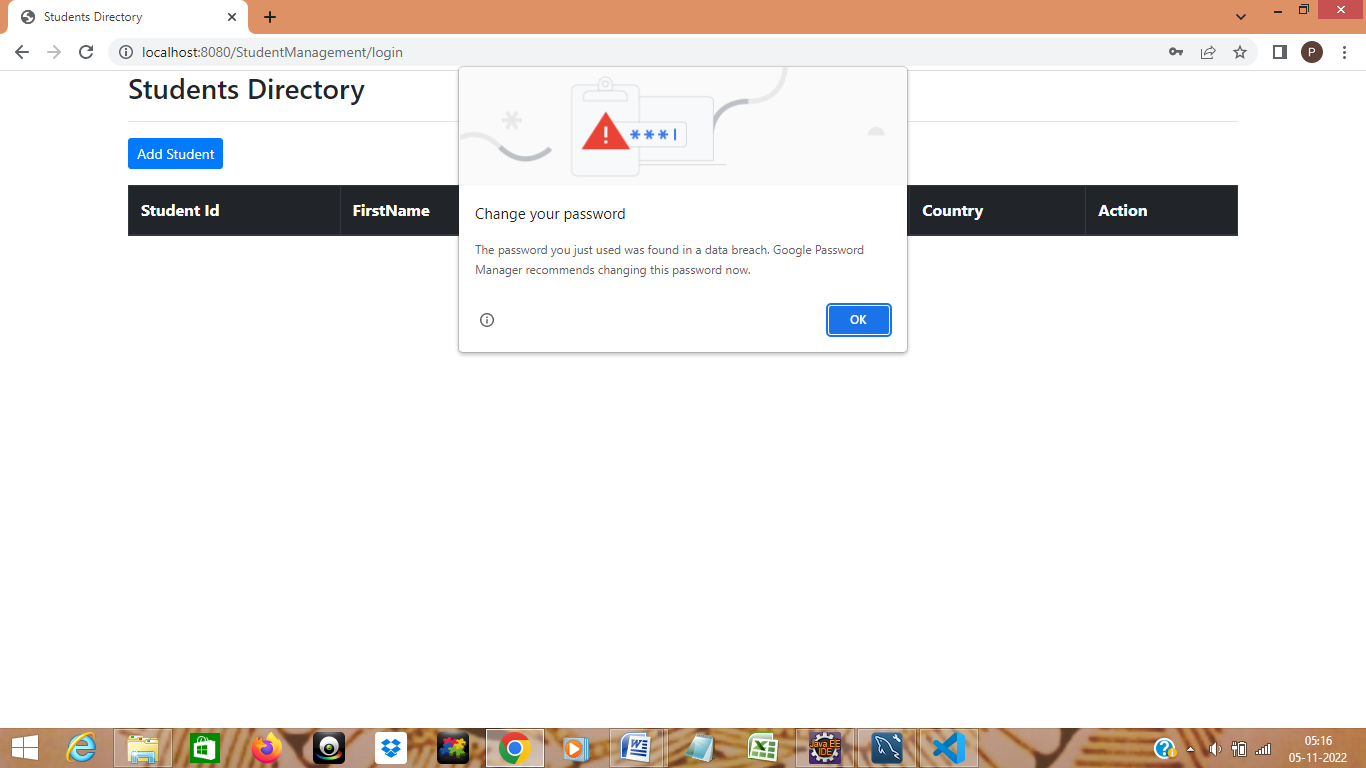 Students Directory
localhost:8080/StudentManagement/login
P
Students Directory
Add Student
Student Id FirstName Country Action
***|
Change your password
The password you just used was found in a data breach. Google Password
Manager recommends changing this password now.
OK
Java EE
IDE
05:16
05-11-2022